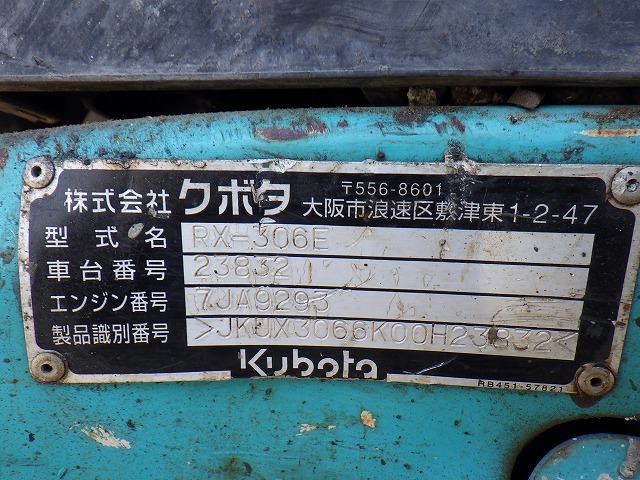 株式会社 クボタ 〒556-8601
大阪市浪速区敷津東1-2-47
型式名 RX-306E
車台番号 23832
エンジン番号 7JA9293
製品識別番号 >JKUX3066K00H23832<
Kubota
RB451-57821